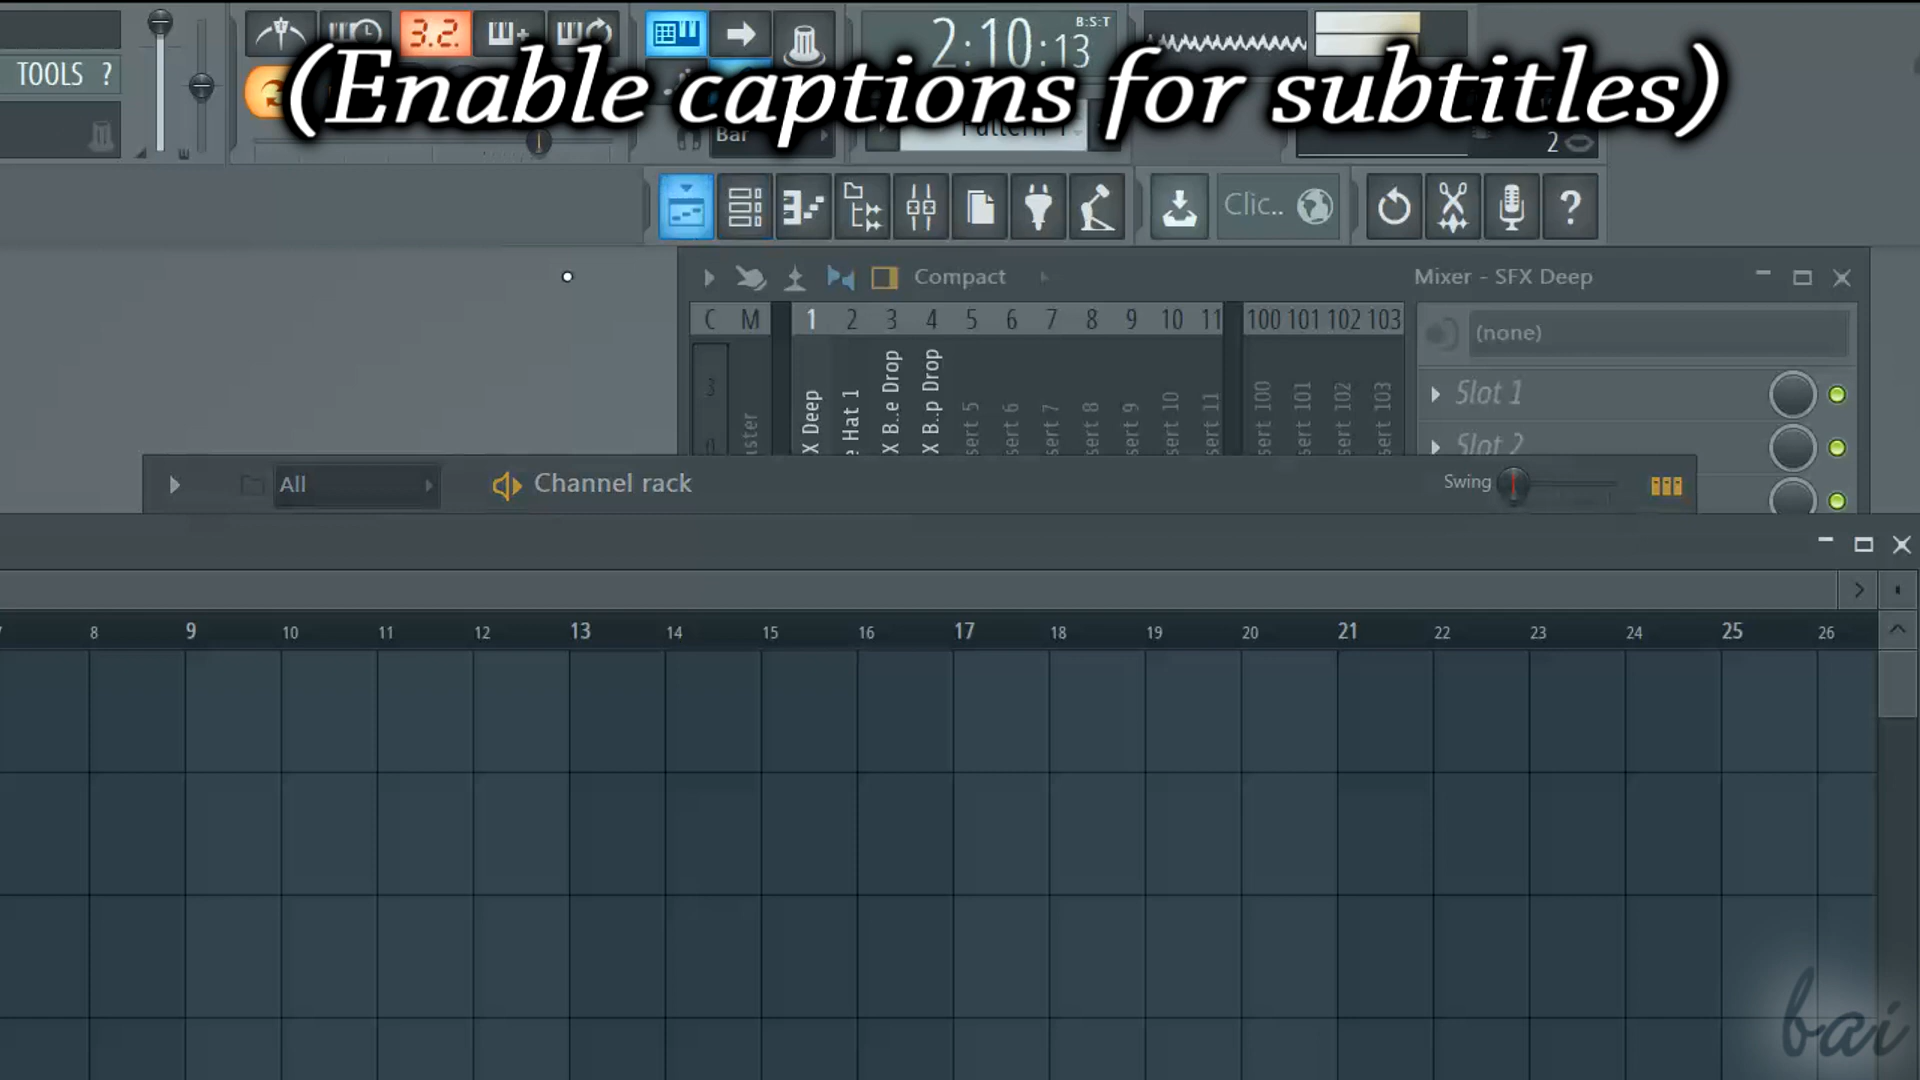 TOOLS ?
3.2.
2:10:13
B:S:T
(Enable captions for subtitles)
Bar
Pattern 1
2
Clic..
?
Compact
Mixer - SFX Deep
C M 1 2 3 4 5 6 7 8 9 10 11 100 101 102 103
(none)
3
X Deep
e Hat 1
X B..e Drop
X B..p Drop
sert 5
sert 6
sert 7
sert 8
sert 9
sert 10
sert 11
sert 100
sert 101
sert 102
sert 103
Slot 1
Slot 2
All
Channel rack
Swing
8 9 10 11 12 13 14 15 16 17 18 19 20 21 22 23 24 25 26
bai